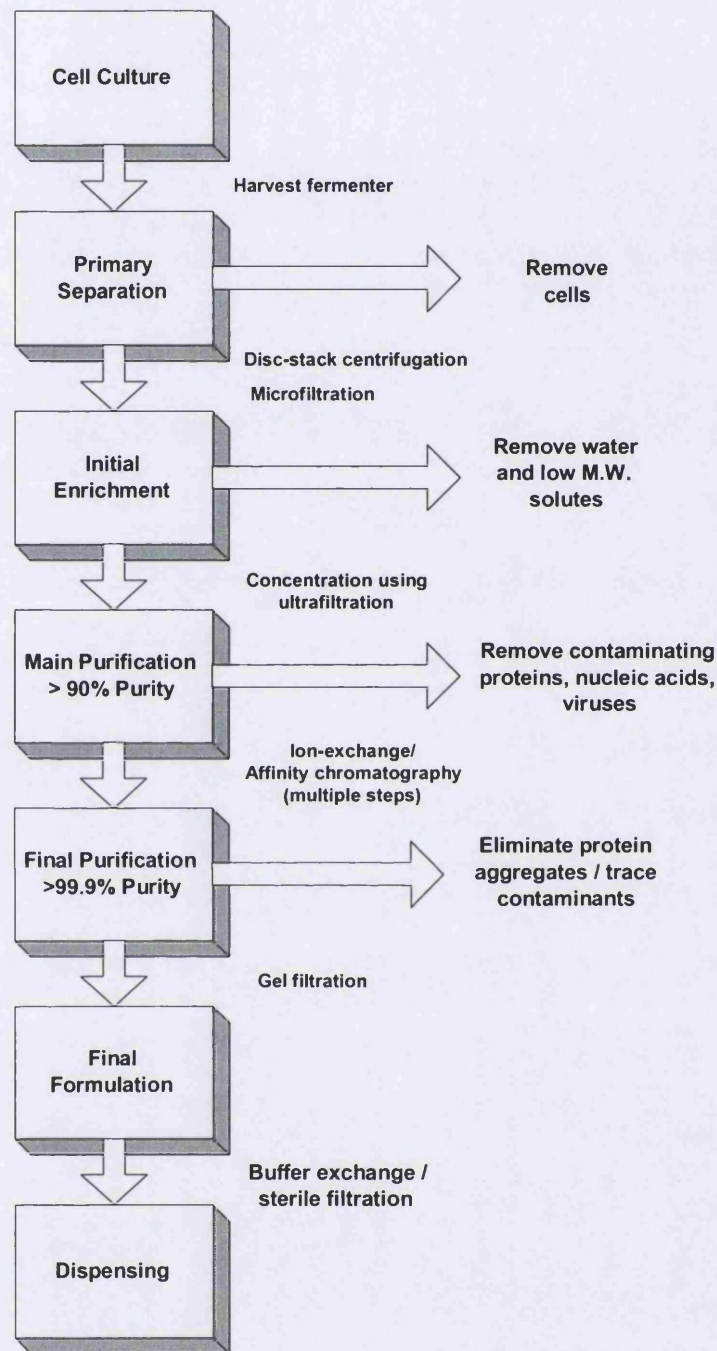 Cell Culture
Harvest fermenter
Primary
Separation
Remove
cells
Disc-stack centrifugation
Microfiltration
Initial
Enrichment
Remove water
and low M.W.
solutes
Concentration using
ultrafiltration
Main Purification
> 90% Purity
Remove contaminating
proteins, nucleic acids,
viruses
Ion-exchange/
Affinity chromatography
(multiple steps)
Final Purification
>99.9% Purity
Eliminate protein
aggregates / trace
contaminants
Gel filtration
Final
Formulation
Buffer exchange /
sterile filtration
Dispensing